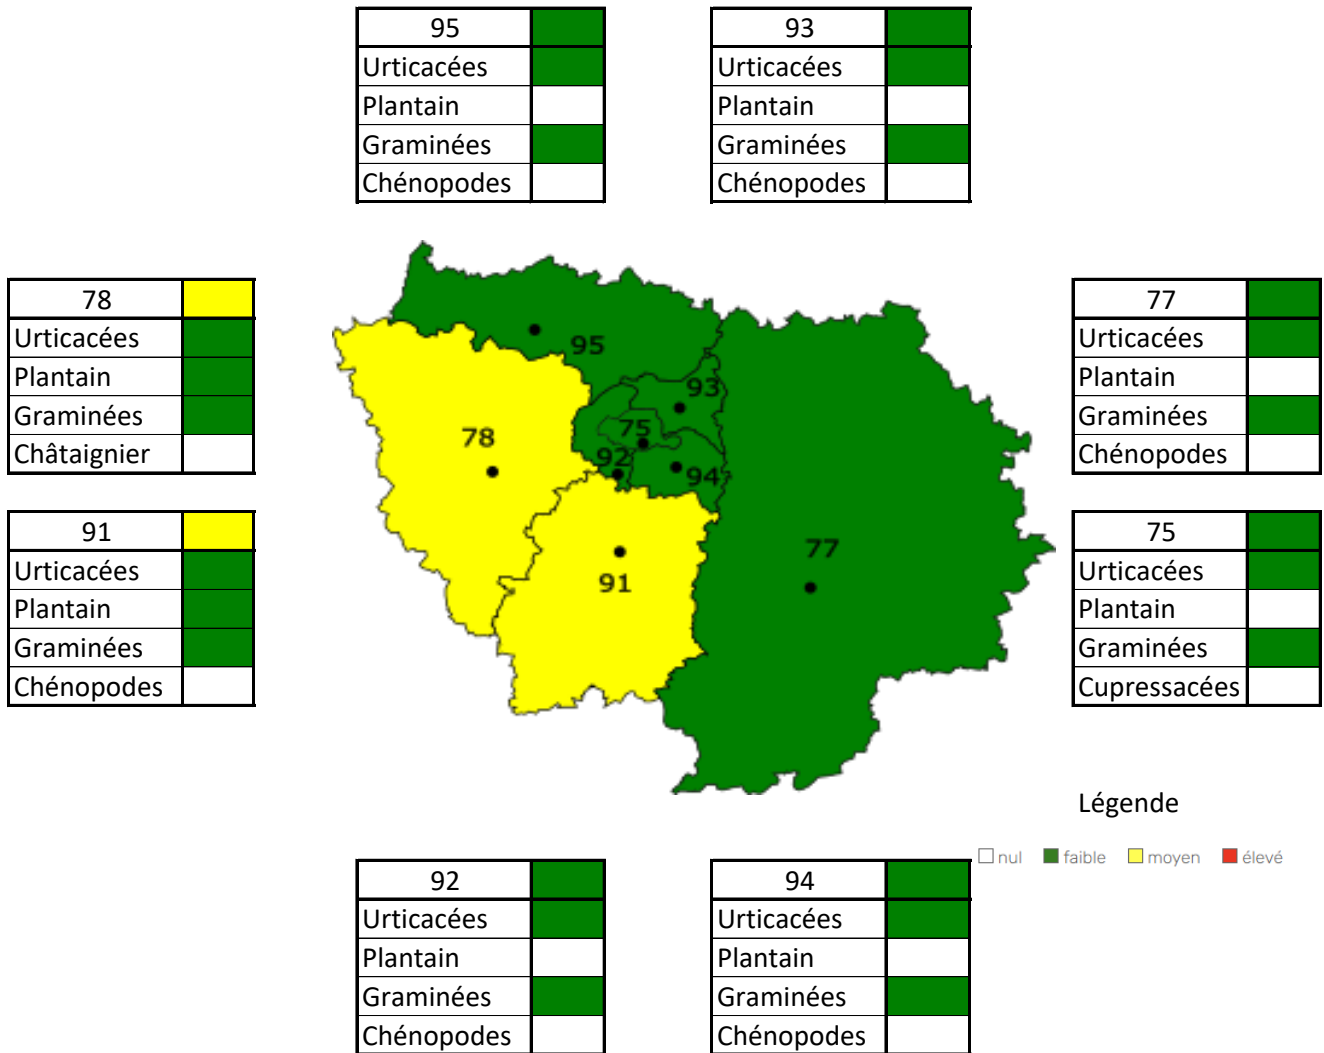 95
Urticacées
Plantain
Graminées
Chénopodes
93
Urticacées
Plantain
Graminées
Chénopodes
78
Urticacées
Plantain
Graminées
Châtaignier
91
Urticacées
Plantain
Graminées
Chénopodes
95
93
75
78
92
94
77
91
77
Urticacées
Plantain
Graminées
Chénopodes
75
Urticacées
Plantain
Graminées
Cupressacées
Légende
nul faible moyen élevé
92
Urticacées
Plantain
Graminées
Chénopodes
94
Urticacées
Plantain
Graminées
Chénopodes